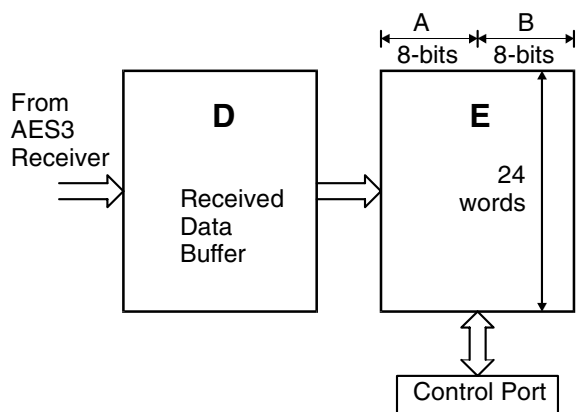 A B
8-bits 8-bits
From
AES3
Receiver
D
Received
Data
Buffer
E
24
words
Control Port